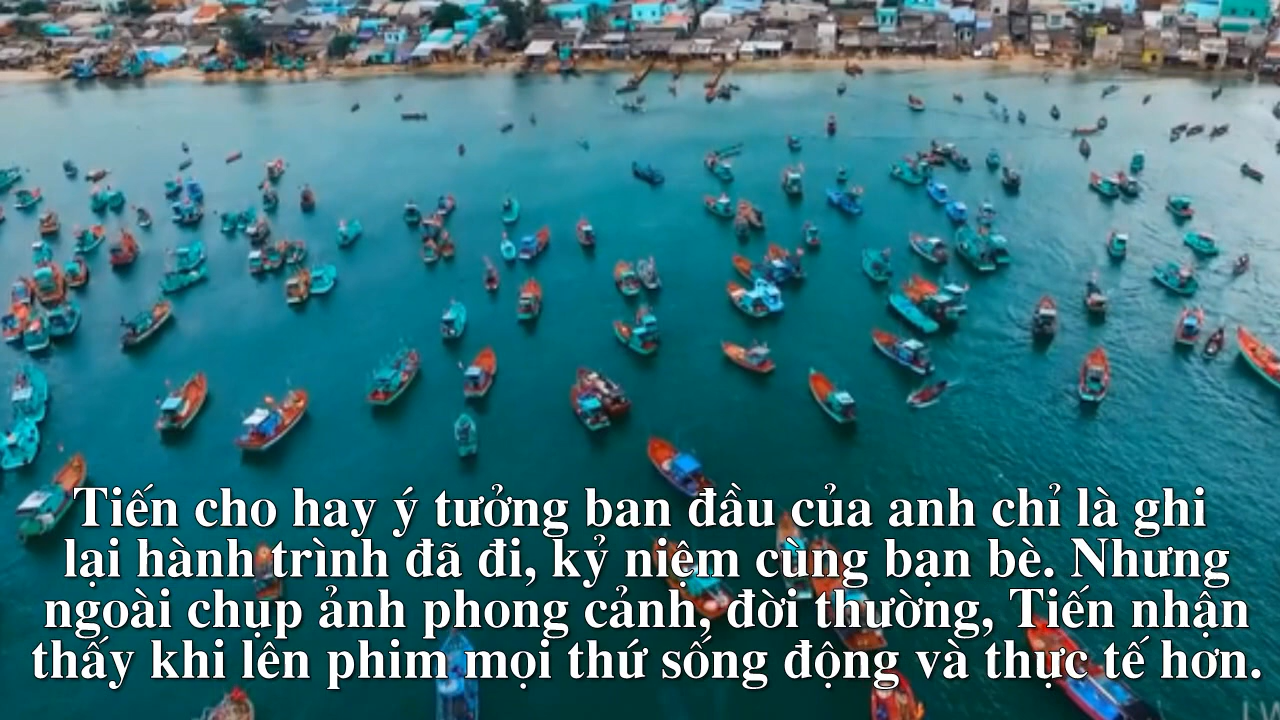 Tiến cho hay ý tưởng ban đầu của anh chỉ là ghi
lại hành trình đã đi, kỷ niệm cùng bạn bè. Nhưng
ngoài chụp ảnh phong cảnh, đời thường, Tiến nhận
thấy khi lên phim mọi thứ sống động và thực tế hơn.